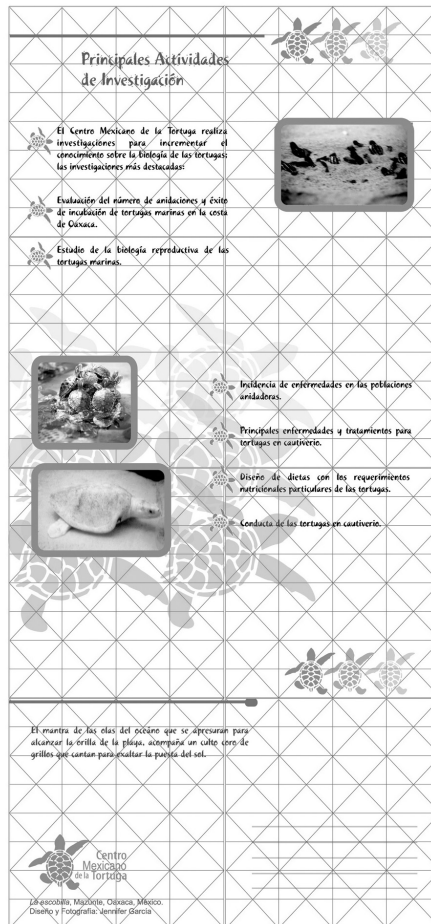 Principales Actividades
de Investigación
El Centro Mexicano de la Tortuga realiza
investigaciones para incrementar el
conocimiento sobre la biología de las tortugas;
las investigaciones más destacadas:
Evaluación del número de anidaciones y éxito
de incubación de tortugas marinas en la costa
de Oaxaca.
Estudio de la biología reproductiva de las
tortugas marinas.
Incidencia de enfermedades en las poblaciones
anidadoras.
Principales enfermedades y tratamientos para
tortugas en cautiverio.
Diseño de dietas con los requerimientos
nutricionales particulares de las tortugas.
Conducta de las tortugas en cautiverio.
El mantra de las olas del océano que se apresuran para
alcanzar la orilla de la playa, acompaña un culto coro de
grillos que cantan para exaltar la puesta del sol.
Centro
Mexicano
de la Tortuga
La escobilla, Mazunte, Oaxaca, México.
Diseño y Fotografía: Jennifer García